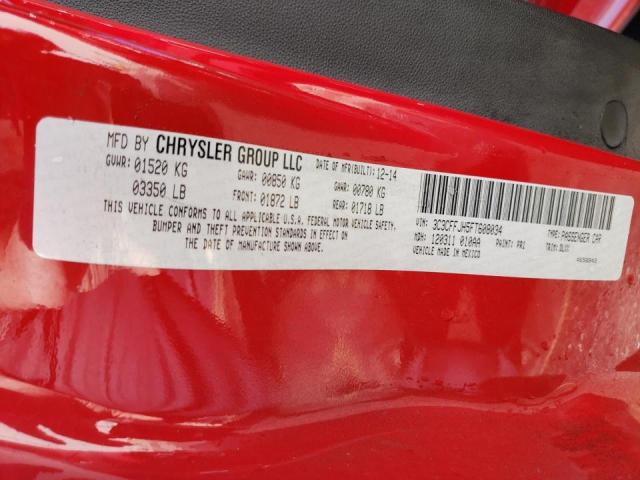 MFD BY CHRYSLER GROUP LLC DATE OF MFR(BUILT):12-14
GVWR: 01520 KG GAWR: 00850 KG GAWR: 00780 KG
03350 LB FRONT: 01872 LB REAR: 01718 LB
THIS VEHICLE CONFORMS TO ALL APPLICABLE U.S.A. FEDERAL MOTOR VEHICLE SAFETY,
BUMPER AND THEFT PREVENTION STANDARDS IN EFFECT ON
THE DATE OF MANUFACTURE SHOWN ABOVE.
VIN: 3C3CFFJH5FT608034 TYPE: PASSENGER CAR
MDH: 120311 010AA PAINT: PR1 TRIM:
VEHICLE MADE IN MEXICO